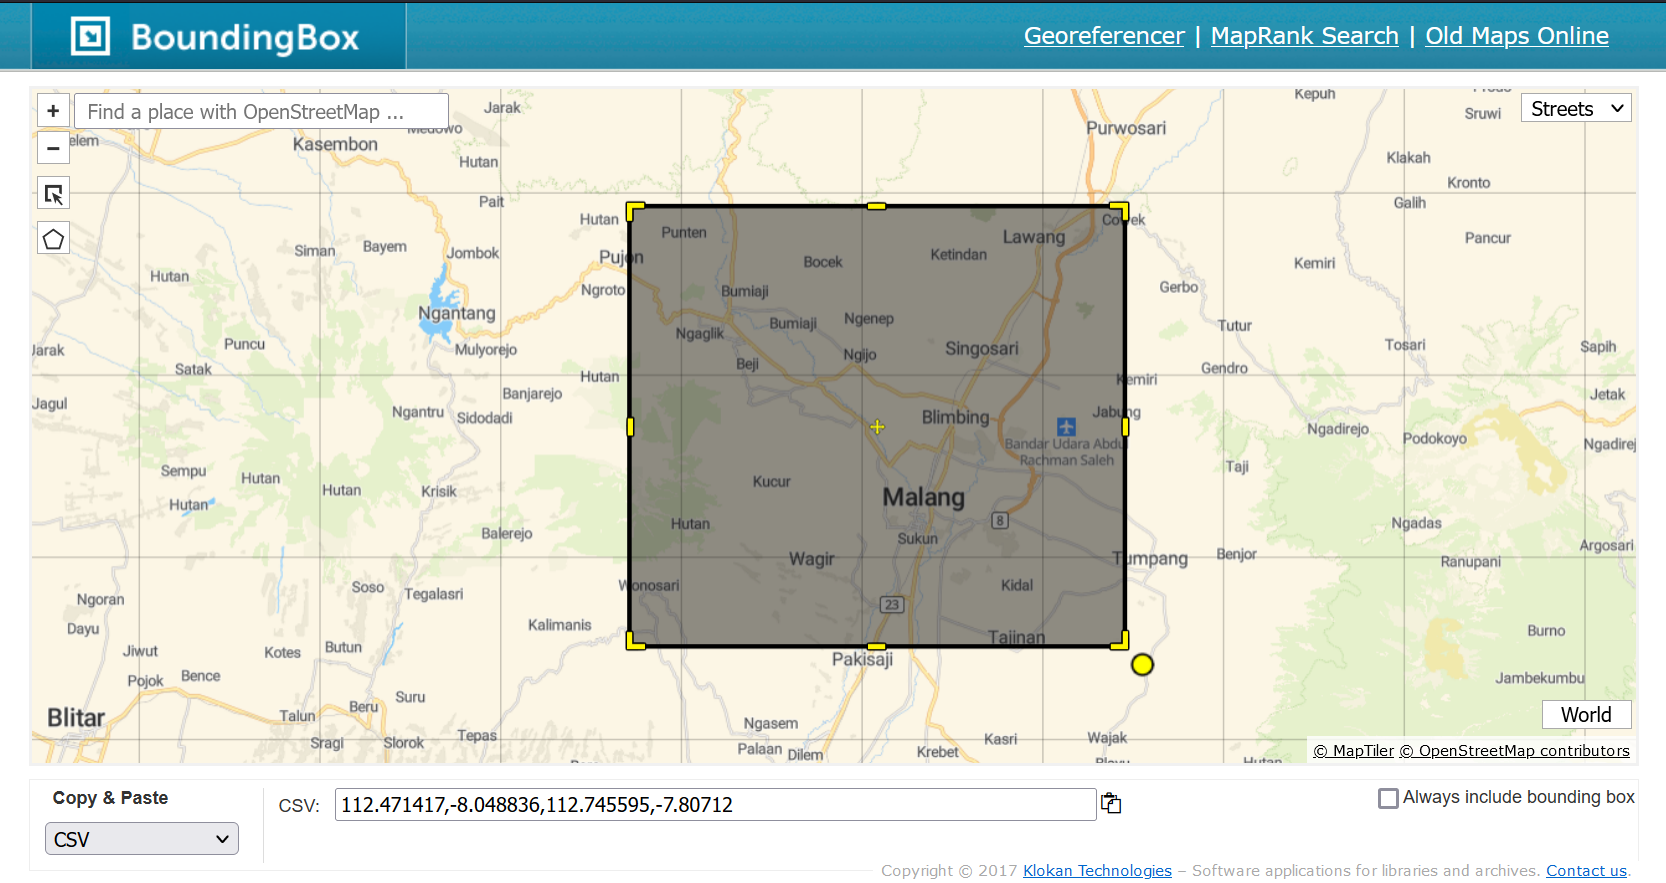 BoundingBox
Georeferencer | MapRank Search | Old Maps Online
+
Find a place with OpenStreetMap ...
Streets
−
Jarak
Kepuh
Sruwi
Purwosari
elem
Kasembon
Hutan
Klakah
Kronto
Pait
Galih
Hutan
Cowek
Punten
Lawang
Pancur
Siman
Bayem
Jombok
Pujon
Bocek
Ketindan
Kemiri
Hutan
Ngroto
Bumiaji
Gerbo
Ngantang
Ngaglik
Bumiaji
Ngenep
Tutur
Jarak
Puncu
Mulyorejo
Beji
Ngijo
Singosari
Tosari
Sapih
Satak
Hutan
Kemiri
Gendro
Jetak
Jagul
Ngantru
Sidodadi
Banjarejo
Blimbing
Jabung
Ngadirejo
Podokoyo
Ngadirej
Bandar Udara Abdu
Rachman Saleh
Sempu
Hutan
Hutan
Krisik
Kucur
Taji
Hutan
Malang
Hutan
8
Ngadas
Balerejo
Sukun
Wagir
Tumpang
Benjor
Argosari
Ranupani
Ngoran
Soso
Tegalasri
Wonosari
Kidal
23
Dayu
Kalimanis
Tajinan
Burno
Jiwut
Kotes
Butun
Pakisaji
Pojok
Bence
Jambekumbu
Blitar
Talun
Beru
Suru
Ngasem
World
Sragi
Slorok
Tepas
Palaan
Dilem
Krebet
Kasri
Wajak
© MapTiler © OpenStreetMap contributors
Copy & Paste
CSV
CSV:
112.471417,-8.048836,112.745595,-7.80712
Always include bounding box
Copyright © 2017 Klokan Technologies – Software applications for libraries and archives. Contact us.